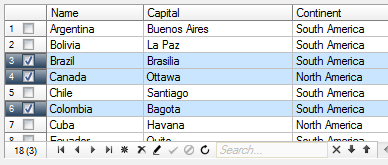 Name Capital Continent
1 Argentina Buenos Aires South America
2 Bolivia La Paz South America
3 Brazil Brasilia South America
4 Canada Ottawa North America
5 Chile Santiago South America
6 Colombia Bagota South America
7 Cuba Havana North America
8 Ecuador Quito South America
18 (3) Search...